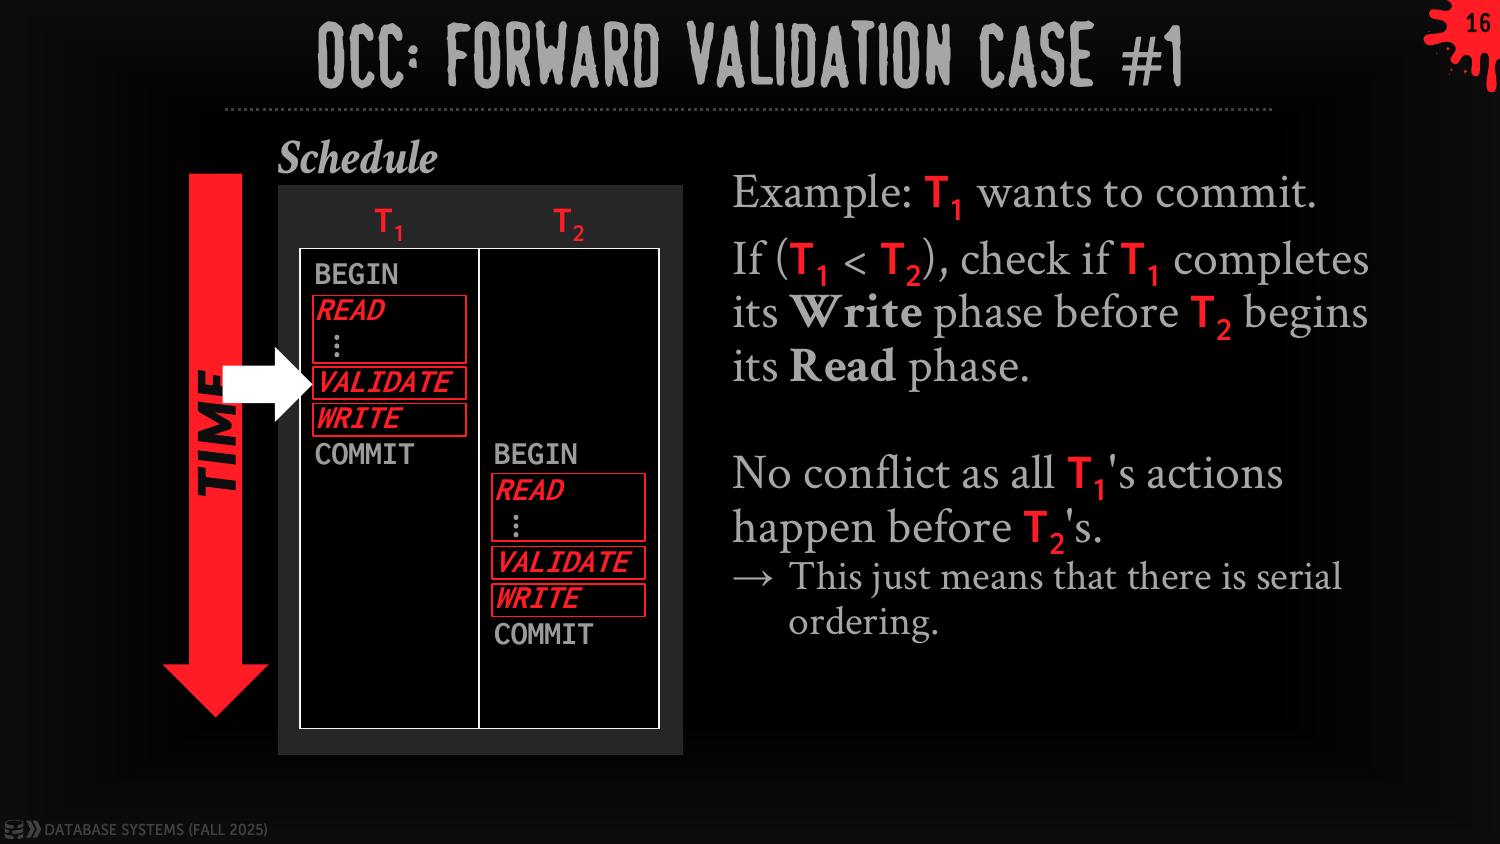 OCC: FORWARD VALIDATION CASE #1
16
Schedule
TIME
T1
T2
BEGIN
READ
⋮
VALIDATE
WRITE
COMMIT
BEGIN
READ
⋮
VALIDATE
WRITE
COMMIT
Example: T1 wants to commit.
If (T1 < T2), check if T1 completes
its Write phase before T2 begins
its Read phase.
No conflict as all T1's actions
happen before T2's.
→ This just means that there is serial
ordering.
DATABASE SYSTEMS (FALL 2025)